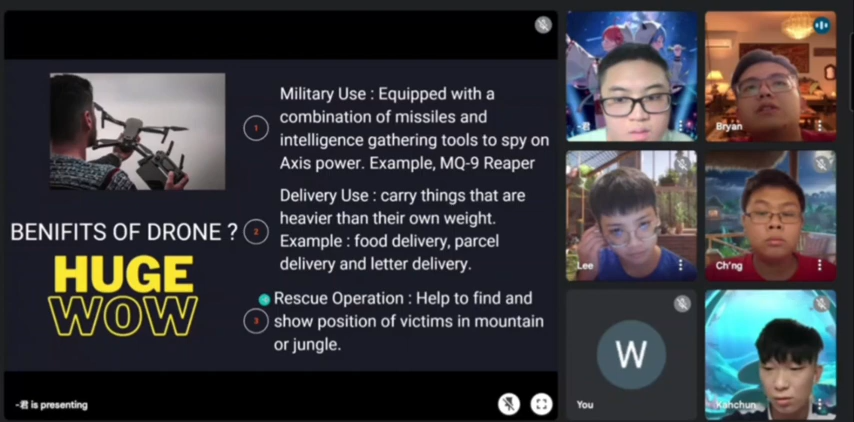 Military Use : Equipped with a
combination of missiles and
intelligence gathering tools to spy on
Axis power. Example, MQ-9 Reaper
1
Delivery Use : carry things that are
heavier than their own weight.
Example : food delivery, parcel
delivery and letter delivery.
2
BENIFITS OF DRONE ?
HUGE
WOW
Rescue Operation : Help to find and
show position of victims in mountain
or jungle.
3
-君 is presenting
-君
Bryan
Lee
Ch'ng
W
You
Kahchun